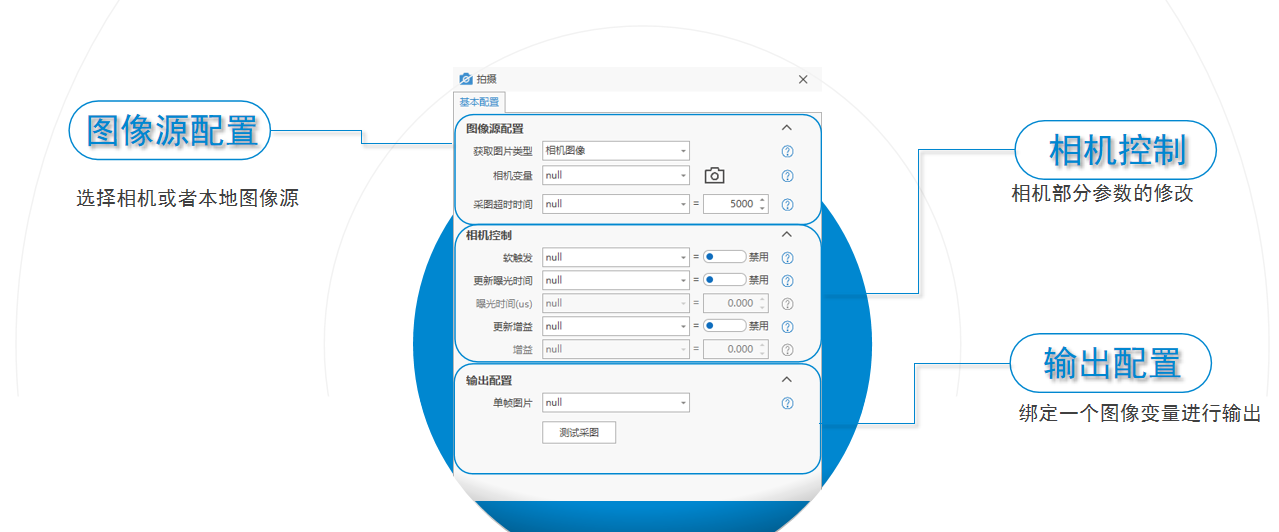 图像源配置
选择相机或者本地图像源
拍摄
基本配置
图像源配置
获取图片类型 相机图像
相机变量 null
采图超时时间 null = 5000
相机控制
软触发 null = 禁用
更新曝光时间 null = 禁用
曝光时间(us) null = 0.000
更新增益 null = 禁用
增益 null = 0.000
输出配置
单帧图片 null
测试采图
相机控制
相机部分参数的修改
输出配置
绑定一个图像变量进行输出